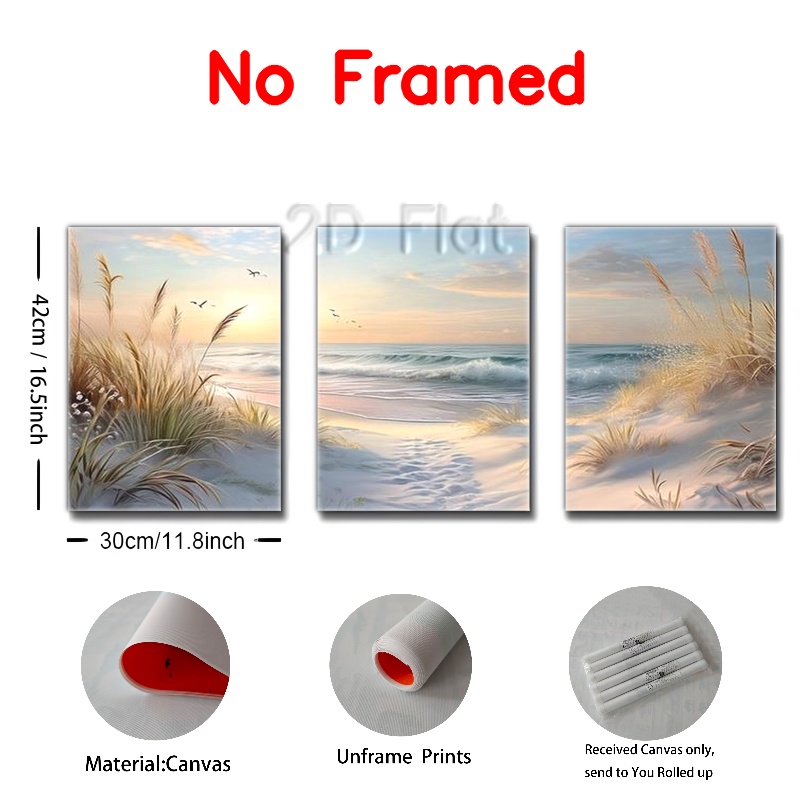 No Framed
2D Flat
42cm / 16.5inch
30cm/11.8inch
Material:Canvas
Unframe Prints
Received Canvas only,
send to You Rolled up